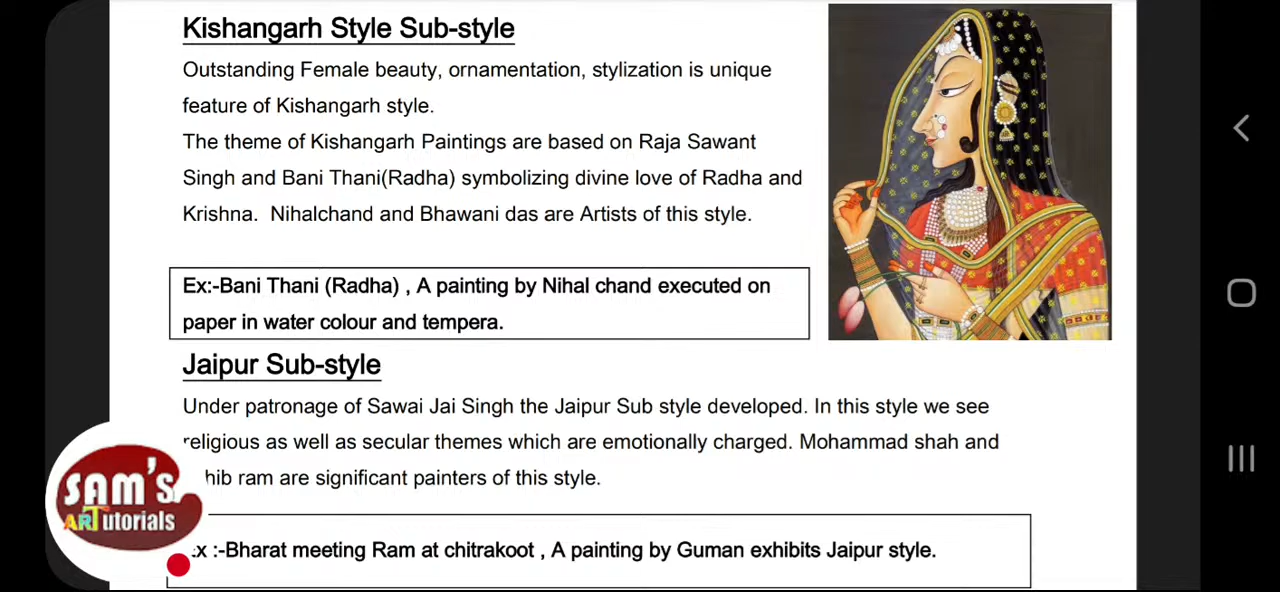 Kishangarh Style Sub-style
Outstanding Female beauty, ornamentation, stylization is unique
feature of Kishangarh style.
The theme of Kishangarh Paintings are based on Raja Sawant
Singh and Bani Thani(Radha) symbolizing divine love of Radha and
Krishna. Nihalchand and Bhawani das are Artists of this style.
Ex:-Bani Thani (Radha) , A painting by Nihal chand executed on
paper in water colour and tempera.
Jaipur Sub-style
Under patronage of Sawai Jai Singh the Jaipur Sub style developed. In this style we see
religious as well as secular themes which are emotionally charged. Mohammad shah and
ram are significant painters of this style.
SAM'S
ARTutorials
:-Bharat meeting Ram at chitrakoot , A painting by Guman exhibits Jaipur style.